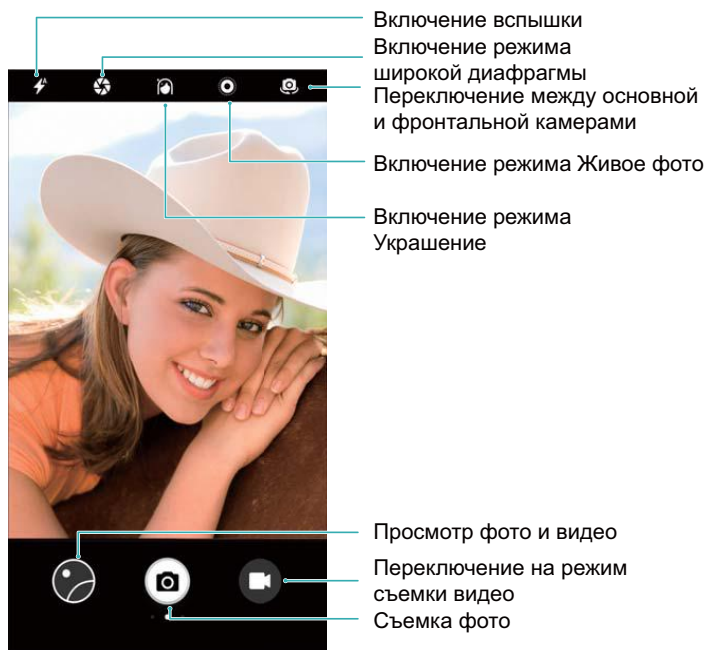 Включение вспышки
Включение режима
широкой диафрагмы
Переключение между основной
и фронтальной камерами
Включение режима Живое фото
Включение режима
Украшение
Просмотр фото и видео
Переключение на режим
съемки видео
Съемка фото